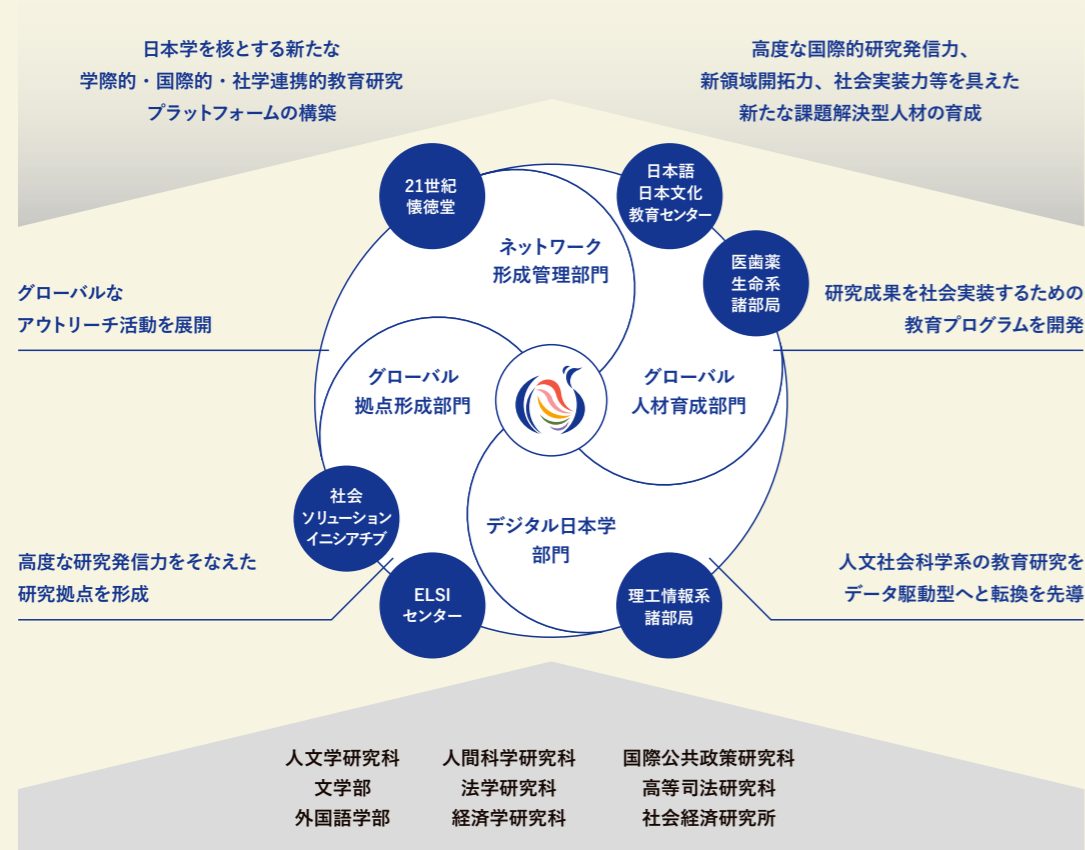 日本学を核とする新たな
学際的・国際的・社学連携的教育研究
プラットフォームの構築
高度な国際的研究発信力、
新領域開拓力、社会実装力等を具えた
新たな課題解決型人材の育成
21世紀
懐徳堂
日本語
日本文化
教育センター
医歯薬
生命系
諸部局
ネットワーク
形成管理部門
グローバルな
アウトリーチ活動を展開
研究成果を社会実装するための
教育プログラムを開発
グローバル
拠点形成部門
グローバル
人材育成部門
社会
ソリューション
イニシアチブ
デジタル日本学
部門
高度な研究発信力をそなえた
研究拠点を形成
人文社会科学系の教育研究を
データ駆動型へと転換を先導
ELSI
センター
理工情報系
諸部局
人文学研究科
文学部
外国語学部
人間科学研究科
法学研究科
経済学研究科
国際公共政策研究科
高等司法研究科
社会経済研究所